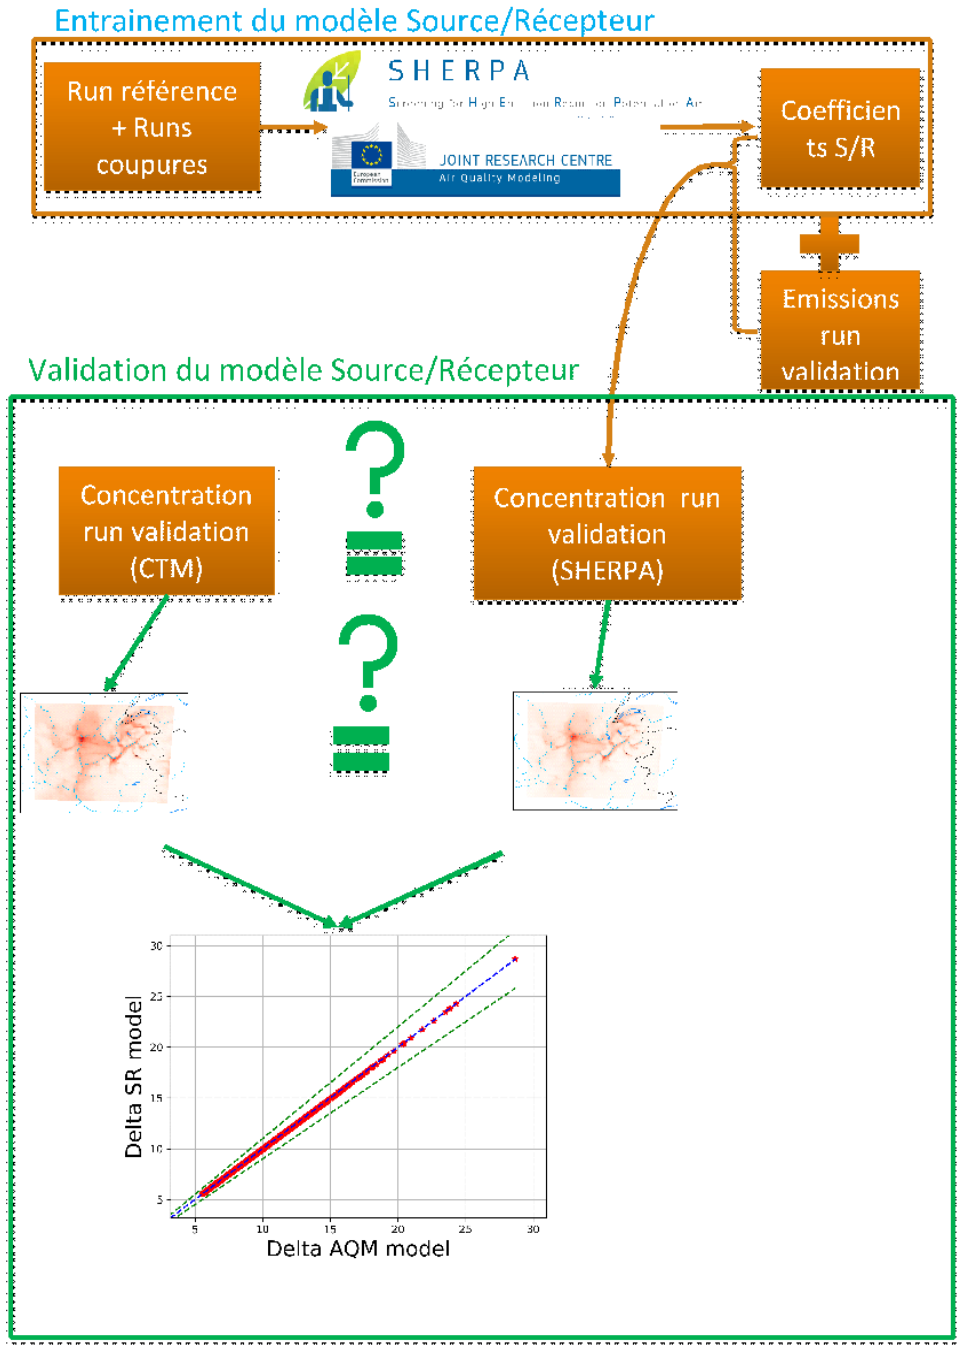 Entrainement du modèle Source/Récepteur
Run référence
+ Runs
coupures
SHERPA
JOINT RESEARCH CENTRE
Air Quality Modeling
European
Commission
Coefficien
ts S/R
Emissions
run
validation
Validation du modèle Source/Récepteur
Concentration
run validation
(CTM)
?
=
Concentration run
validation
(SHERPA)
?
=
30
25
20
15
10
5
Delta SR model
5 10 15 20 25 30
Delta AQM model